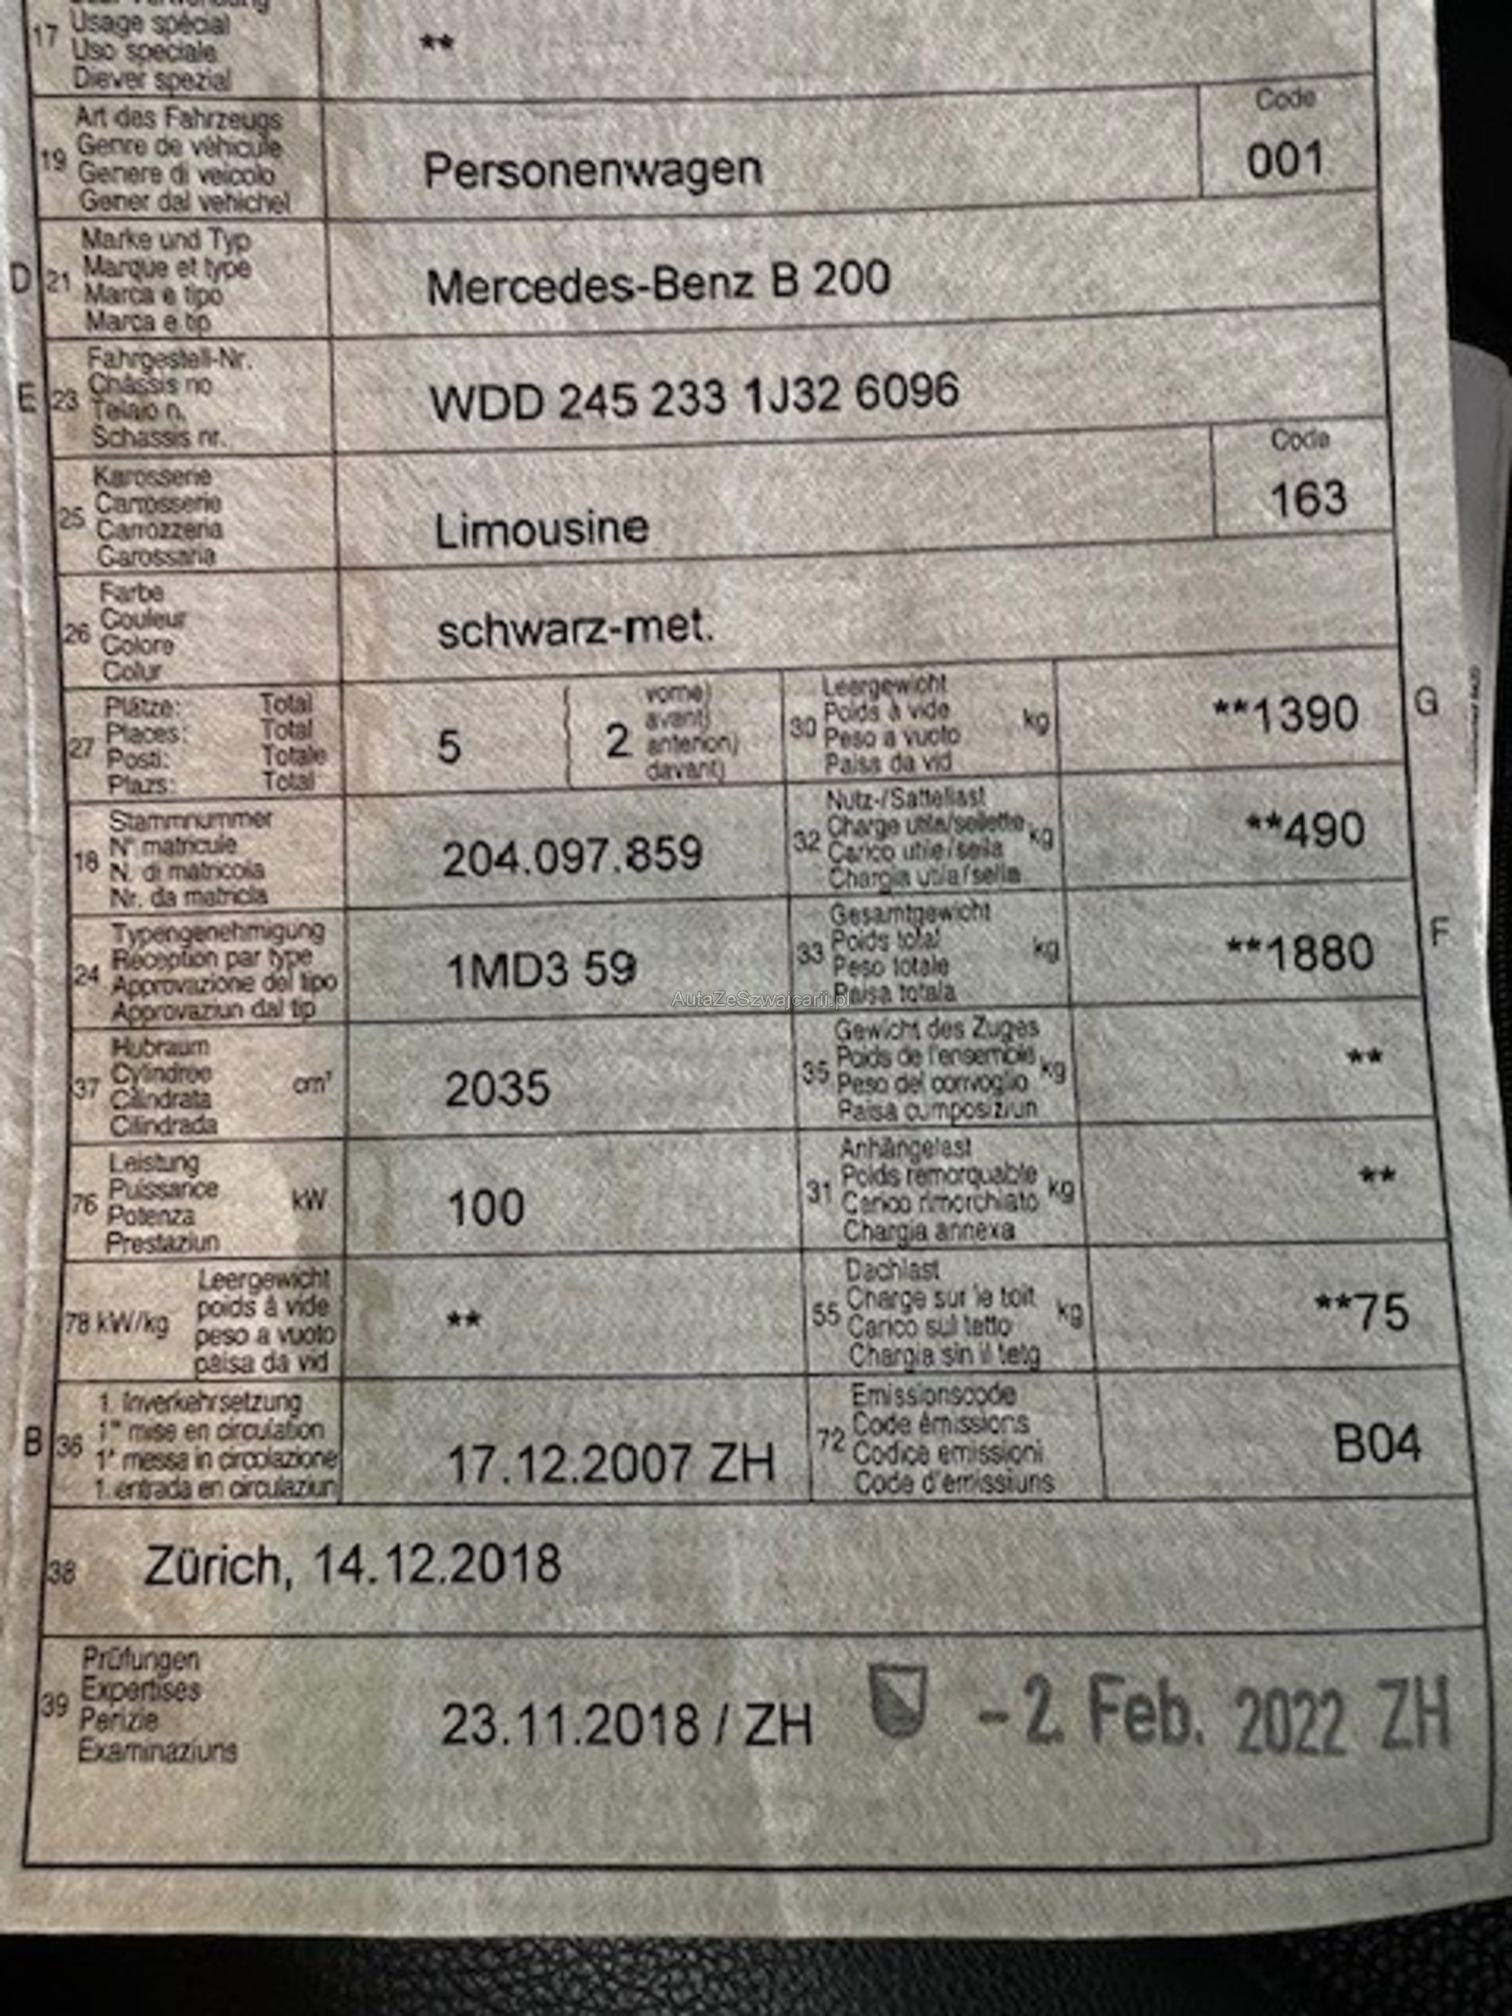 17 Usage spécial
Uso speciale
Diever spezial
**
19 Art des Fahrzeugs
Genre de véhicule
Genere di veicolo
Gener dal vehichel
Personenwagen
Code
001
D 21 Marke und Typ
Marque et type
Marca e tipo
Marca e tip
Mercedes-Benz B 200
E 23 Fahrgestell-Nr.
Châssis no
Telaio n.
Schassis nr.
WDD 245 233 1J32 6096
25 Karosserie
Carrosserie
Carrozzeria
Carossaria
Limousine
Code
163
26 Farbe
Couleur
Colore
Colur
schwarz-met.
27 Plätze: Total
Places: Total
Posti: Totale
Plazs: Total
5
2
vorne)
avant)
anteriori)
davant)
30 Leergewicht
Poids à vide
Peso a vuoto
Paisa da vid
kg
**1390
G
18 Stammnummer
N° matricule
N. di matricola
Nr. da matricla
204.097.859
32 Nutz-/Sattellast
Charge utile/sellette
Carico utile/sella
Chargia utila/sella
kg
**490
24 Typengenehmigung
Réception par type
Approvazione del tipo
Approvaziun dal tip
1MD3 59
33 Gesamtgewicht
Poids total
Peso totale
Paisa totala
kg
**1880
F
AutaZeSzwajcarii.pl
37 Hubraum
Cylindrée
Cilindrata
Cilindrada
cm³
2035
35 Gewicht des Zuges
Poids de l'ensemble
Peso del convoglio
Paisa cumposiziun
kg
**
76 Leistung
Puissance
Potenza
Prestaziun
kW
100
31 Anhängelast
Poids remorquable
Carico rimorchiato
Chargia annexa
kg
**
78 kW/kg
Leergewicht
poids à vide
peso a vuoto
paisa da vid
**
55 Dachlast
Charge sur le toit
Carico sul tetto
Chargia sin il tetg
kg
**75
B 36 1. Inverkehrsetzung
1re mise en circulation
1a messa in circolazione
1. entrada en circulaziun
17.12.2007 ZH
72 Emissionscode
Code émissions
Codice emissioni
Code d'emissiuns
B04
38 Zürich, 14.12.2018
39 Prüfungen
Expertises
Perizie
Examinaziuns
23.11.2018 / ZH
-2. Feb. 2022 ZH